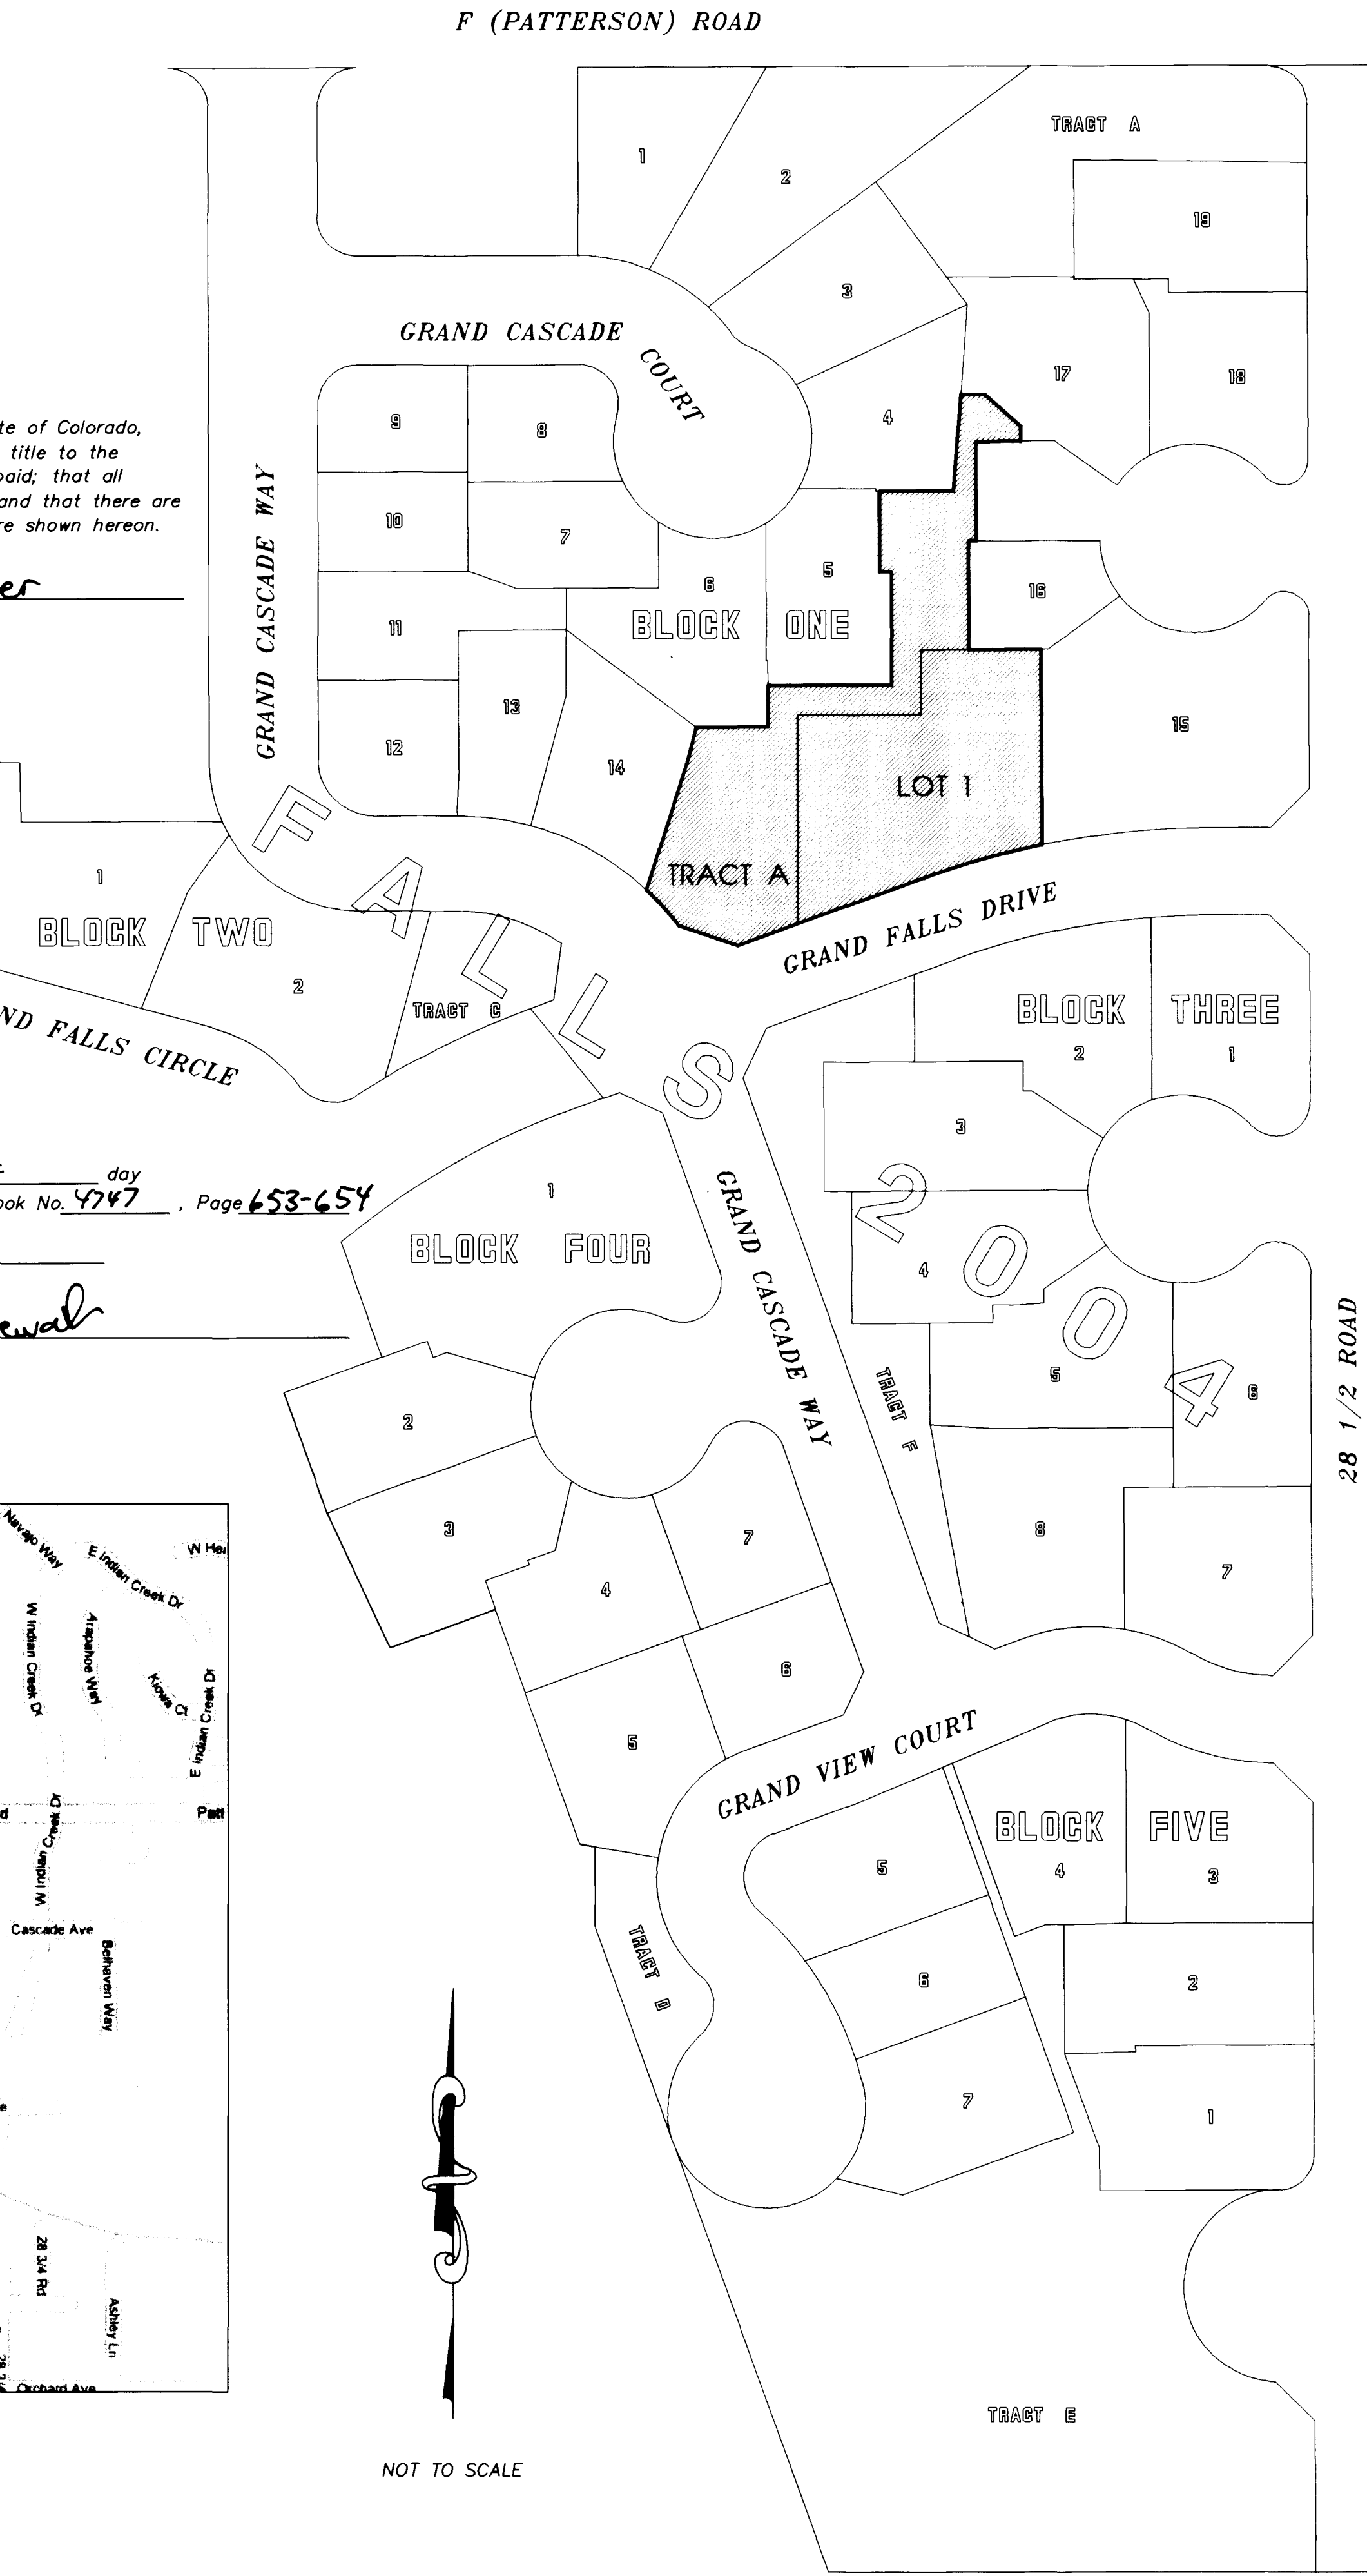 F (PATTERSON) ROAD
TRACT A
1
2
19
3
GRAND CASCADE
COURT
17
18
4
9
8
te of Colorado,
title to the
paid; that all
and that there are
re shown hereon.
GRAND CASCADE WAY
10
7
5
6
16
er
BLOCK ONE
11
13
12
14
15
LOT 1
TRACT A
FALLS
1
BLOCK TWO
2
TRACT C
GRAND FALLS DRIVE
BLOCK THREE
2
1
ND FALLS CIRCLE
3
day
ook No. 4747 , Page 653-654
1
BLOCK FOUR
GRAND CASCADE WAY
2004
4
28 1/2 ROAD
TRACT F
5
6
2
3
7
8
7
4
6
5
Navajo Way
E Indian Creek Dr
W Hei
W Indian Creek Dr
Arapahoe Way
Kiowa Ct
E Indian Creek Dr
d
Patt
W Indian Creek Dr
Cascade Ave
Belhaven Way
e
28 3/4 Rd
Ashley Ln
Orchard Ave
GRAND VIEW COURT
BLOCK FIVE
5
4
3
TRACT D
6
2
7
1
TRACT E
NOT TO SCALE